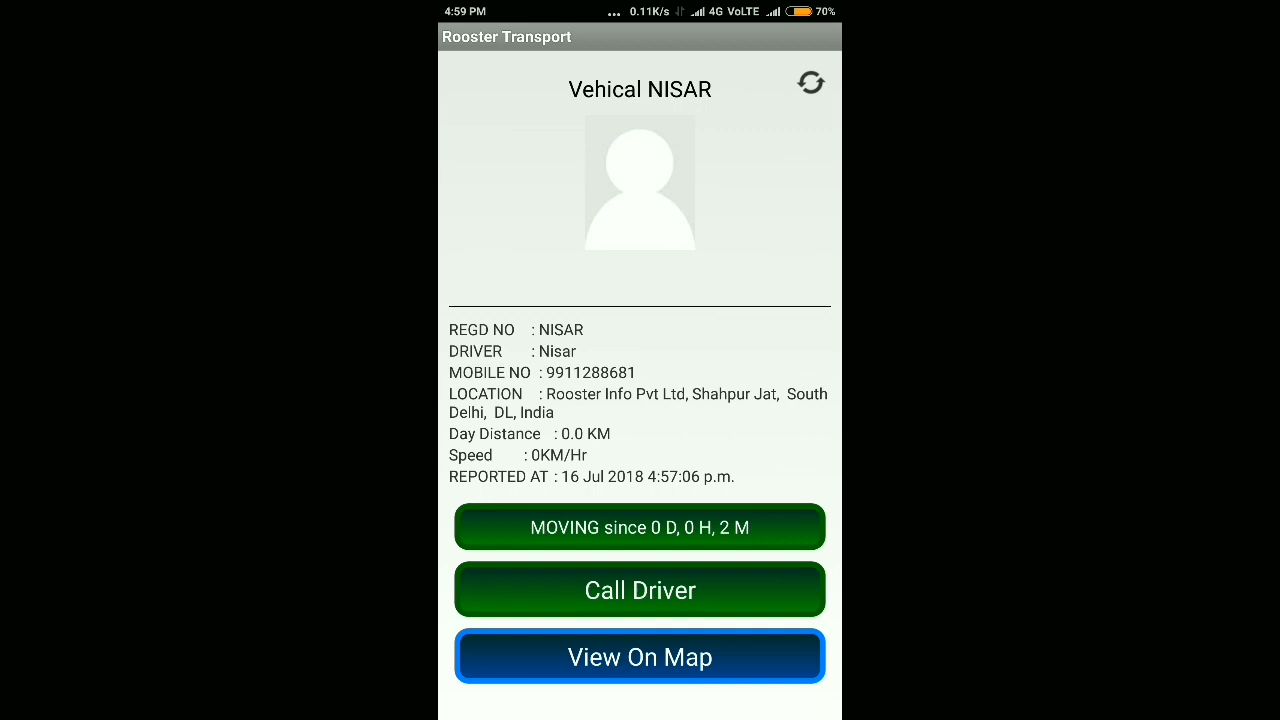 4:59 PM ... 0.11K/s 4G VoLTE 70%
Rooster Transport
Vehical NISAR
REGD NO : NISAR
DRIVER : Nisar
MOBILE NO : 9911288681
LOCATION : Rooster Info Pvt Ltd, Shahpur Jat, South
Delhi, DL, India
Day Distance : 0.0 KM
Speed : 0KM/Hr
REPORTED AT : 16 Jul 2018 4:57:06 p.m.
MOVING since 0 D, 0 H, 2 M
Call Driver
View On Map